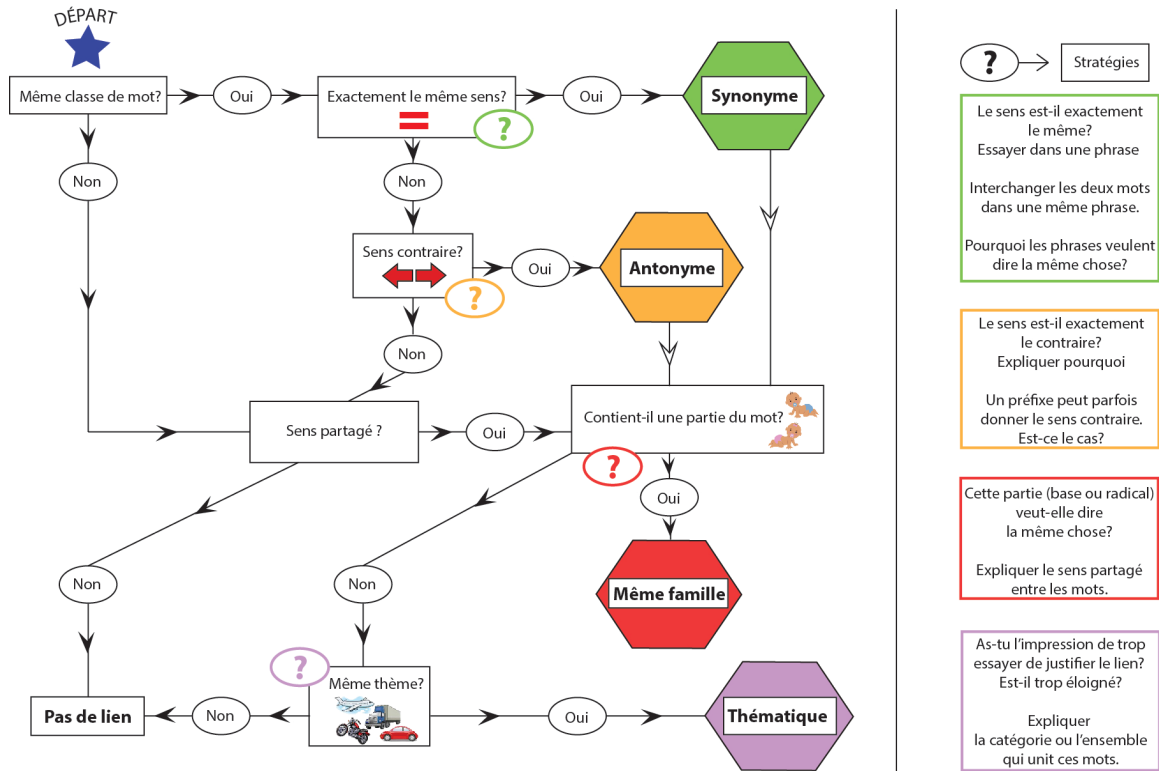 DÉPART
Même classe de mot?
Oui
Exactement le même sens?
Oui
Synonyme
?
Non
Non
Sens contraire?
Oui
Antonyme
?
Non
Sens partagé ?
Oui
Contient-il une partie du mot?
?
Oui
Non
Non
Même famille
?
Même thème?
Pas de lien
Non
Oui
Thématique
?
Stratégies
Le sens est-il exactement
le même?
Essayer dans une phrase
Interchanger les deux mots
dans une même phrase.
Pourquoi les phrases veulent
dire la même chose?
Le sens est-il exactement
le contraire?
Expliquer pourquoi
Un préfixe peut parfois
donner le sens contraire.
Est-ce le cas?
Cette partie (base ou radical)
veut-elle dire
la même chose?
Expliquer le sens partagé
entre les mots.
As-tu l'impression de trop
essayer de justifier le lien?
Est-il trop éloigné?
Expliquer
la catégorie ou l'ensemble
qui unit ces mots.